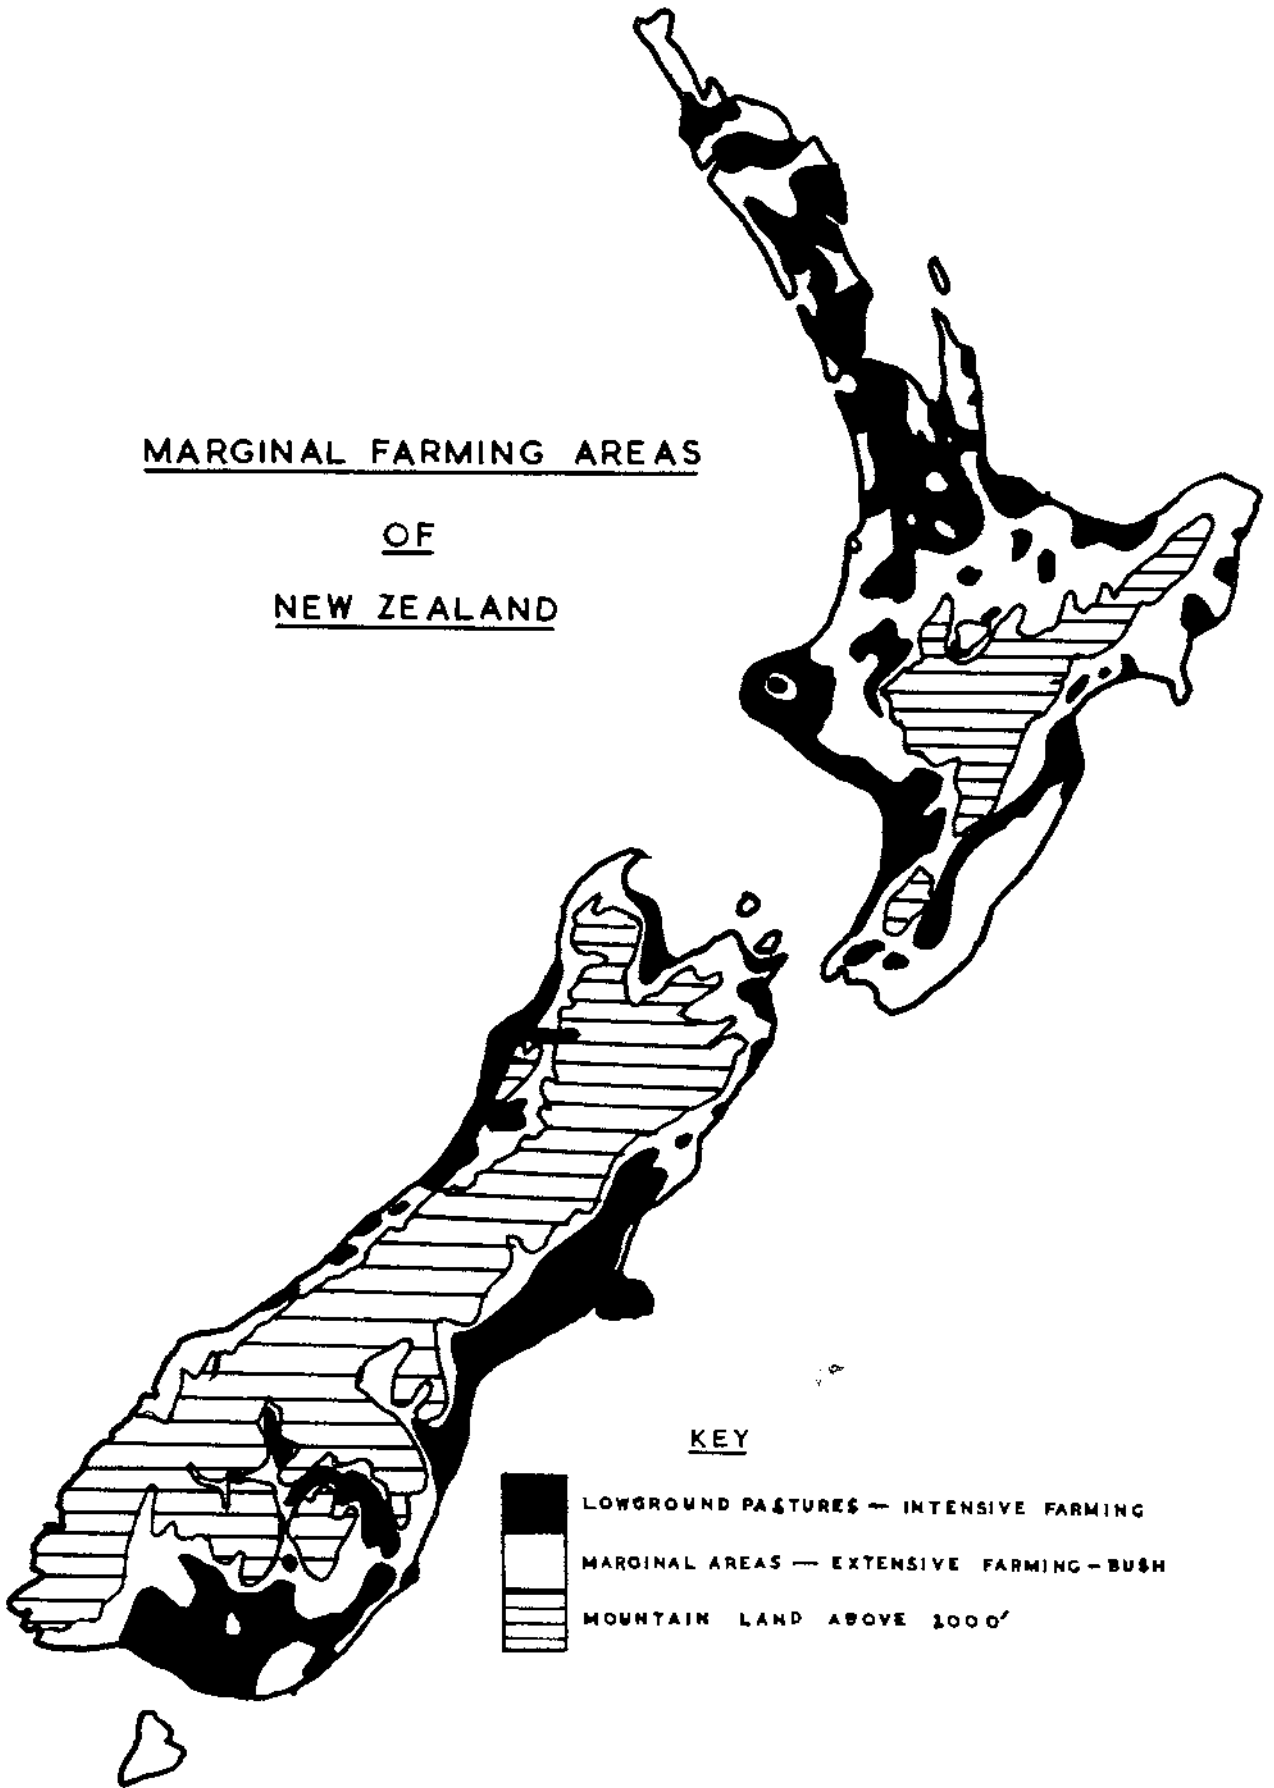 MARGINAL FARMING AREAS
OF
NEW ZEALAND
KEY
LOWGROUND PASTURES — INTENSIVE FARMING
MARGINAL AREAS — EXTENSIVE FARMING - BUSH
MOUNTAIN LAND ABOVE 2000'